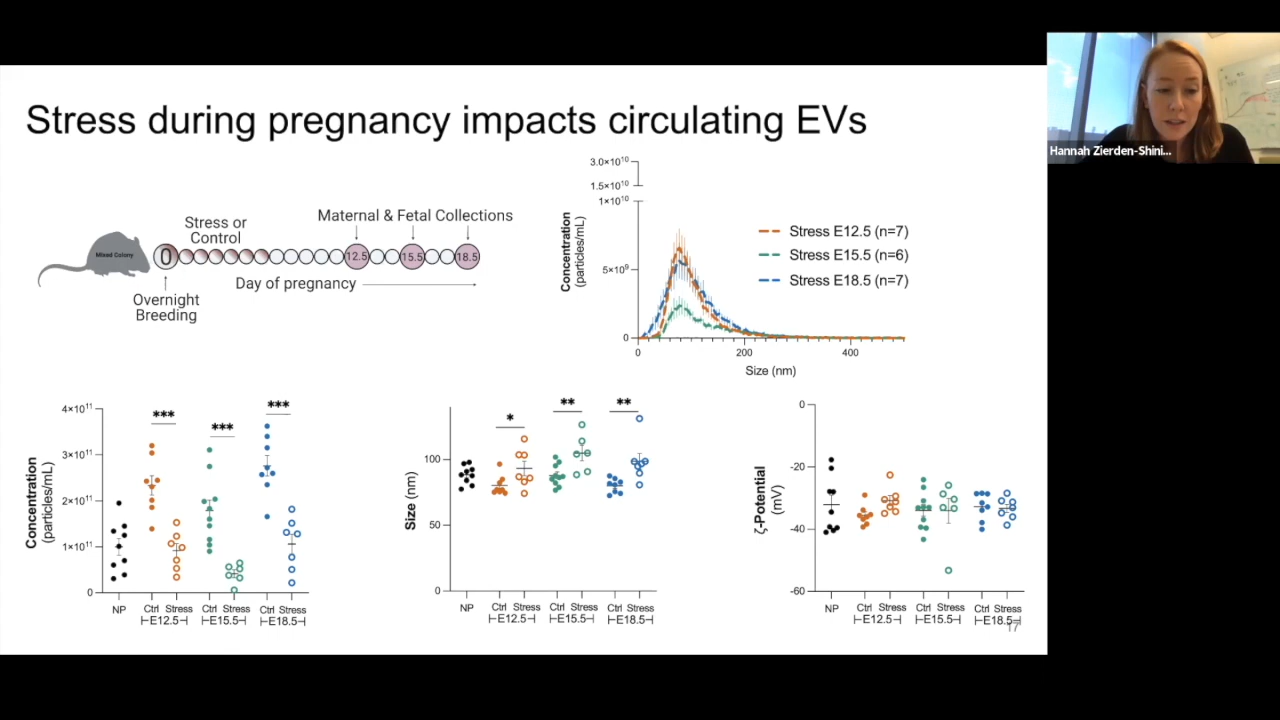 Stress during pregnancy impacts circulating EVs
Hannah Zierden-Shini...
Stress or
Control
Maternal & Fetal Collections
Mixed Colony
0
12.5
15.5
18.5
Day of pregnancy
Overnight
Breeding
Concentration
(particles/mL)
3.0×10¹⁰
1.5×10¹⁰
1×10¹⁰
5×10⁹
0
0
200
400
Size (nm)
Stress E12.5 (n=7)
Stress E15.5 (n=6)
Stress E18.5 (n=7)
Concentration
(particles/mL)
4×10¹¹
3×10¹¹
2×10¹¹
1×10¹¹
0
***
***
***
NP
Ctrl Stress
Ctrl Stress
Ctrl Stress
E12.5
E15.5
E18.5
Size (nm)
100
50
0
*
**
**
NP
Ctrl Stress
Ctrl Stress
Ctrl Stress
E12.5
E15.5
E18.5
ζ-Potential
(mV)
0
-20
-40
-60
NP
Ctrl Stress
Ctrl Stress
Ctrl Stress
E12.5
E15.5
E18.5
17